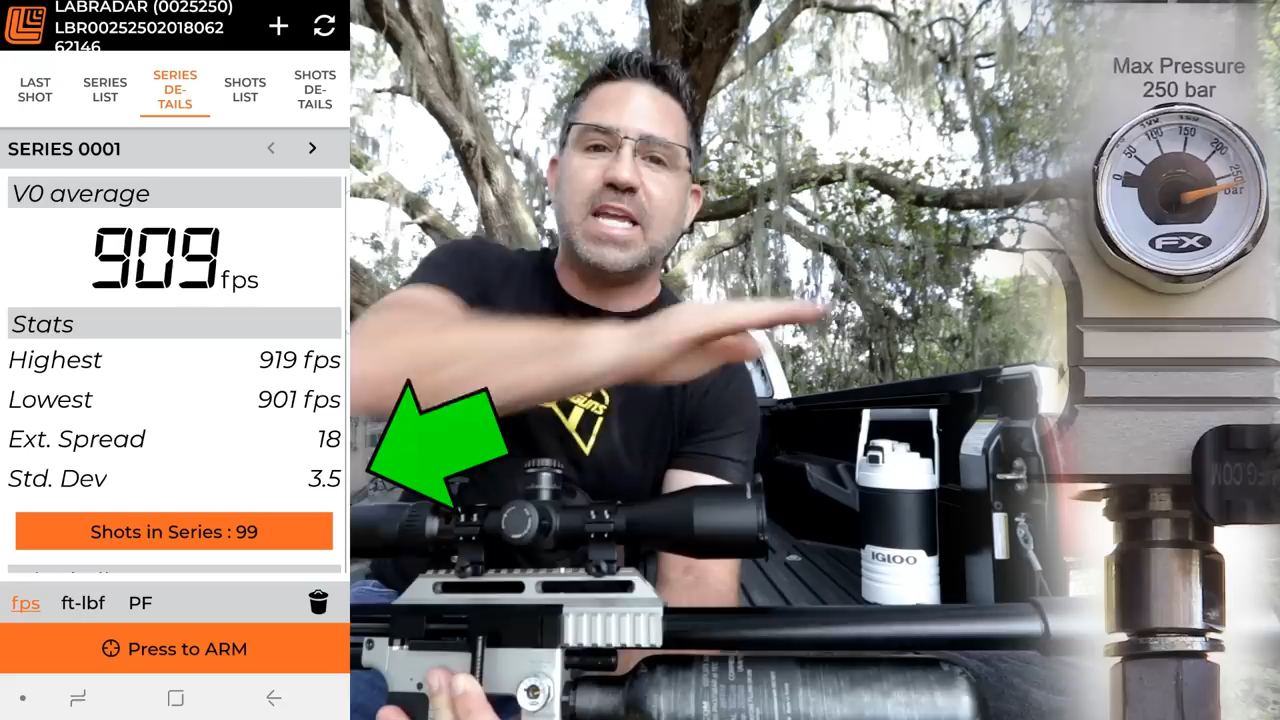 LABRADAR (0025250)
LBR00252502018062
62146
LAST
SHOT
SERIES
LIST
SERIES
DE-
TAILS
SHOTS
LIST
SHOTS
DE-
TAILS
SERIES 0001
V0 average
909 fps
Stats
Highest 919 fps
Lowest 901 fps
Ext. Spread 18
Std. Dev 3.5
Shots in Series : 99
fps ft-lbf PF
Press to ARM
GUNS
IGLOO
Max Pressure
250 bar
0 50 100 150 200 250
bar
FX